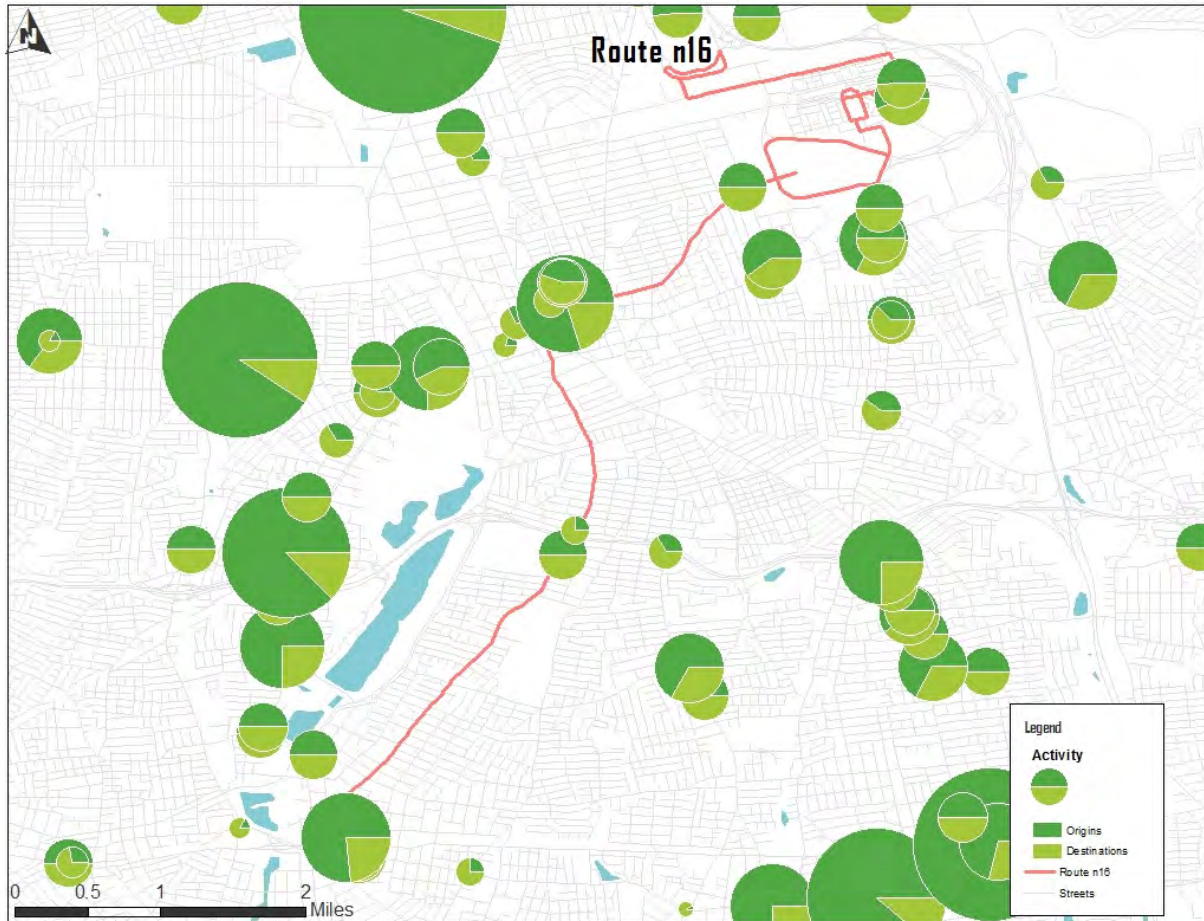 N
Route n16
Legend
Activity
Origins
Destinations
Route n16
Streets
0 0.5 1 2
Miles